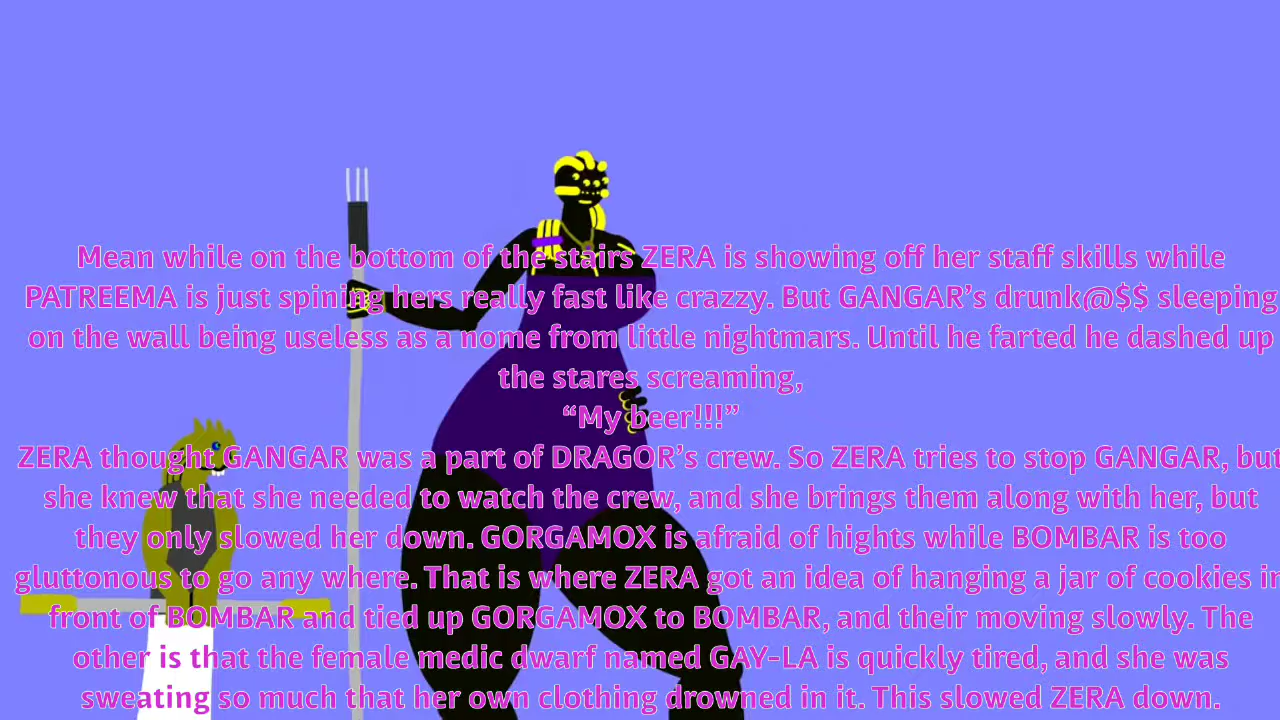 Mean while on the bottom of the stairs ZERA is showing off her staff skills while
PATREEMA is just spining hers really fast like crazzy. But GANGAR’s drunk@$$ sleeping
on the wall being useless as a nome from little nightmars. Until he farted he dashed up
the stares screaming,
“My beer!!!”
ZERA thought GANGAR was a part of DRAGOR’s crew. So ZERA tries to stop GANGAR, but
she knew that she needed to watch the crew, and she brings them along with her, but
they only slowed her down. GORGAMOX is afraid of hights while BOMBAR is too
gluttonous to go any where. That is where ZERA got an idea of hanging a jar of cookies in
front of BOMBAR and tied up GORGAMOX to BOMBAR, and their moving slowly. The
other is that the female medic dwarf named GAY-LA is quickly tired, and she was
sweating so much that her own clothing drowned in it. This slowed ZERA down.